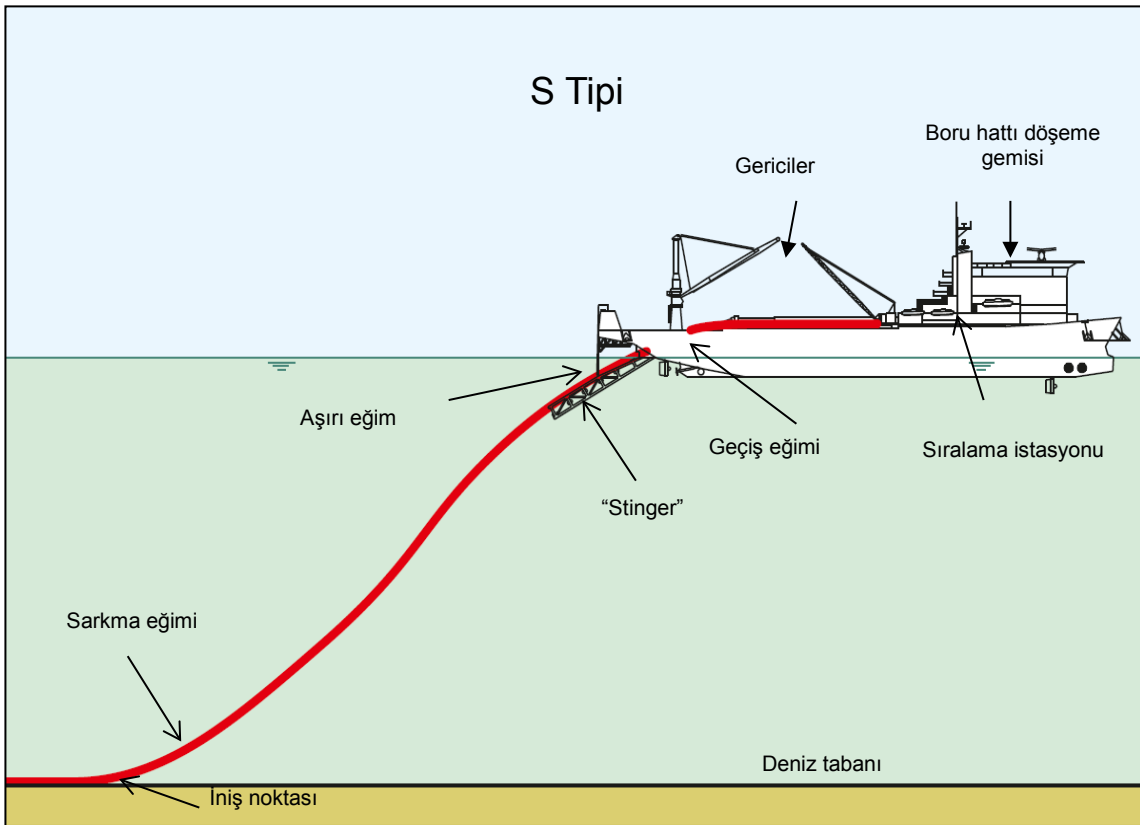 S Tipi
Boru hattı döşeme
gemisi
Gericiler
Aşırı eğim
Geçiş eğimi
Sıralama istasyonu
“Stinger”
Sarkma eğimi
Deniz tabanı
İniş noktası